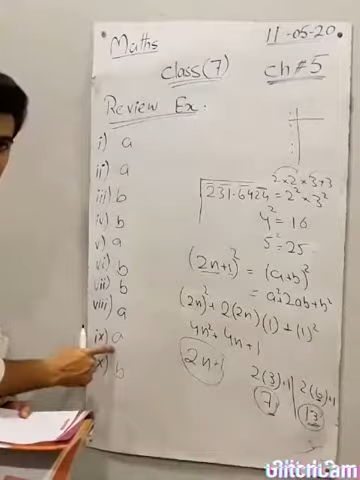 Maths
11-05-20
class(7)
ch#5
Review Ex.
i) a
ii) a
iii) b
iv) b
v) a
vi) b
vii) b
viii) a
ix) a
x) b
2×2×3×3
231.6424 = 2² × 3²
4² = 16
5² = 25
(2n+1)² = (a+b)²
= a²+2ab+b²
(2n)² + 2(2n)(1) + (1)²
4n² + 4n + 1
2n+1
2(3)+1
7
2(6)+1
13